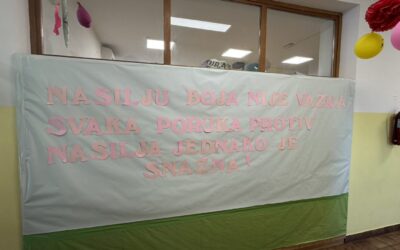 NASILJU BOJA NIJE VAŽNA
SVAKA PORUKA PROTIV
NASILJA JEDNAKO JE
SNAŽNA!